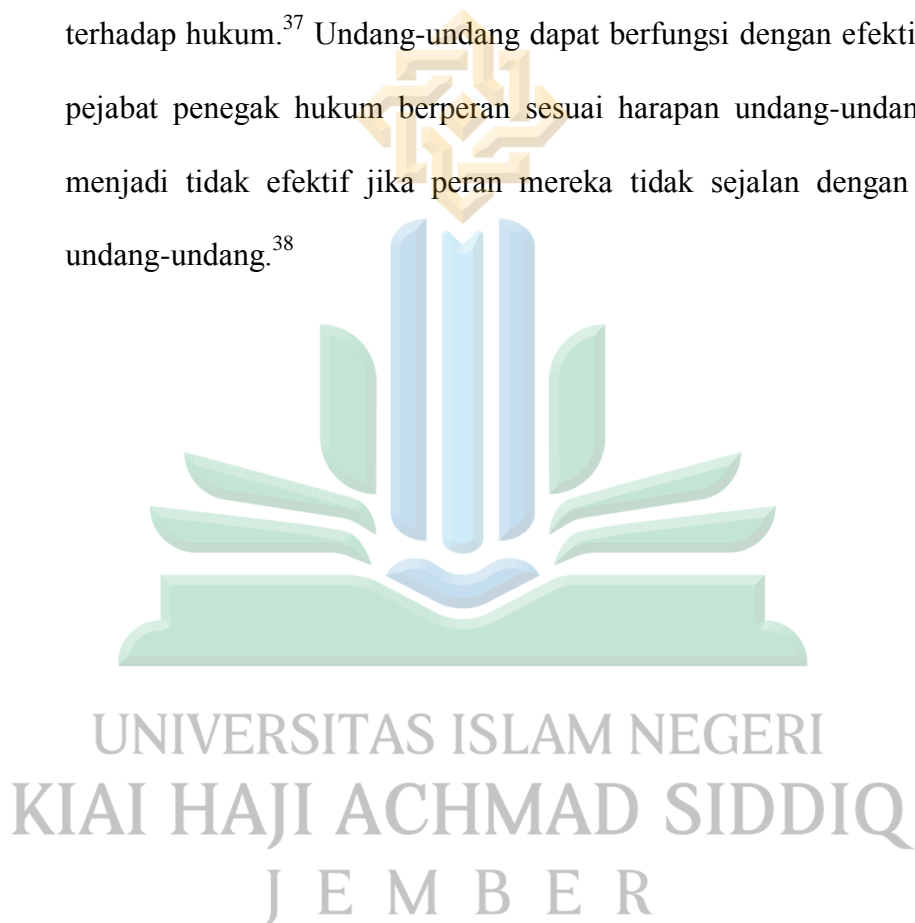 terhadap hukum.³⁷ Undang-undang dapat berfungsi dengan efekti
pejabat penegak hukum berperan sesuai harapan undang-undan
menjadi tidak efektif jika peran mereka tidak sejalan dengan
undang-undang.³⁸
UNIVERSITAS ISLAM NEGERI
KIAI HAJI ACHMAD SIDDIQ
JEMBER